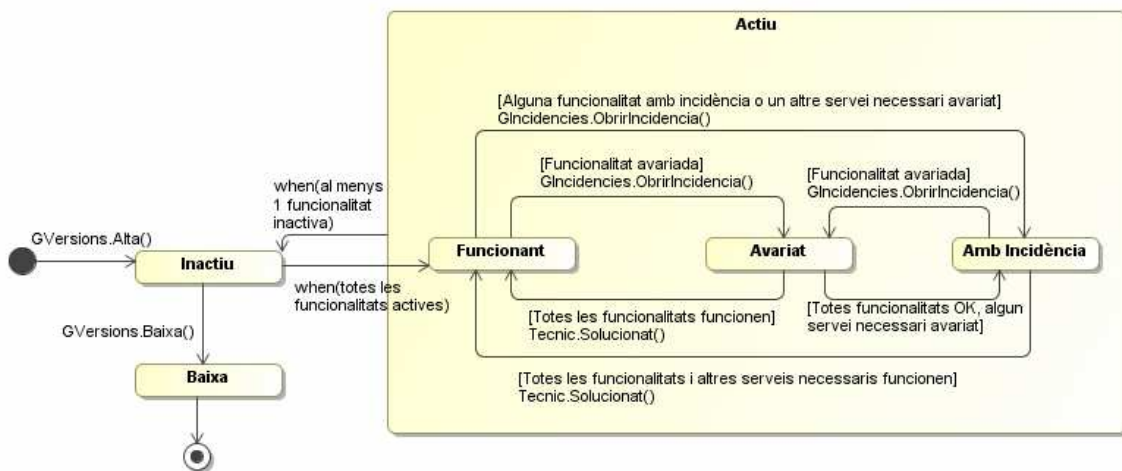 Actiu
[Alguna funcionalitat amb incidència o un altre servei necessari avariat]
GIncidencies.ObrirIncidencia()
[Funcionalitat avariada]
GIncidencies.ObrirIncidencia()
[Funcionalitat avariada]
GIncidencies.ObrirIncidencia()
when(al menys
1 funcionalitat
inactiva)
GVersions.Alta()
Inactiu
Funcionant
Avariat
Amb Incidència
when(totes les
funcionalitats actives)
[Totes les funcionalitats funcionen]
Tecnic.Solucionat()
[Totes funcionalitats OK, algun
servei necessari avariat]
GVersions.Baixa()
Baixa
[Totes les funcionalitats i altres serveis necessaris funcionen]
Tecnic.Solucionat()